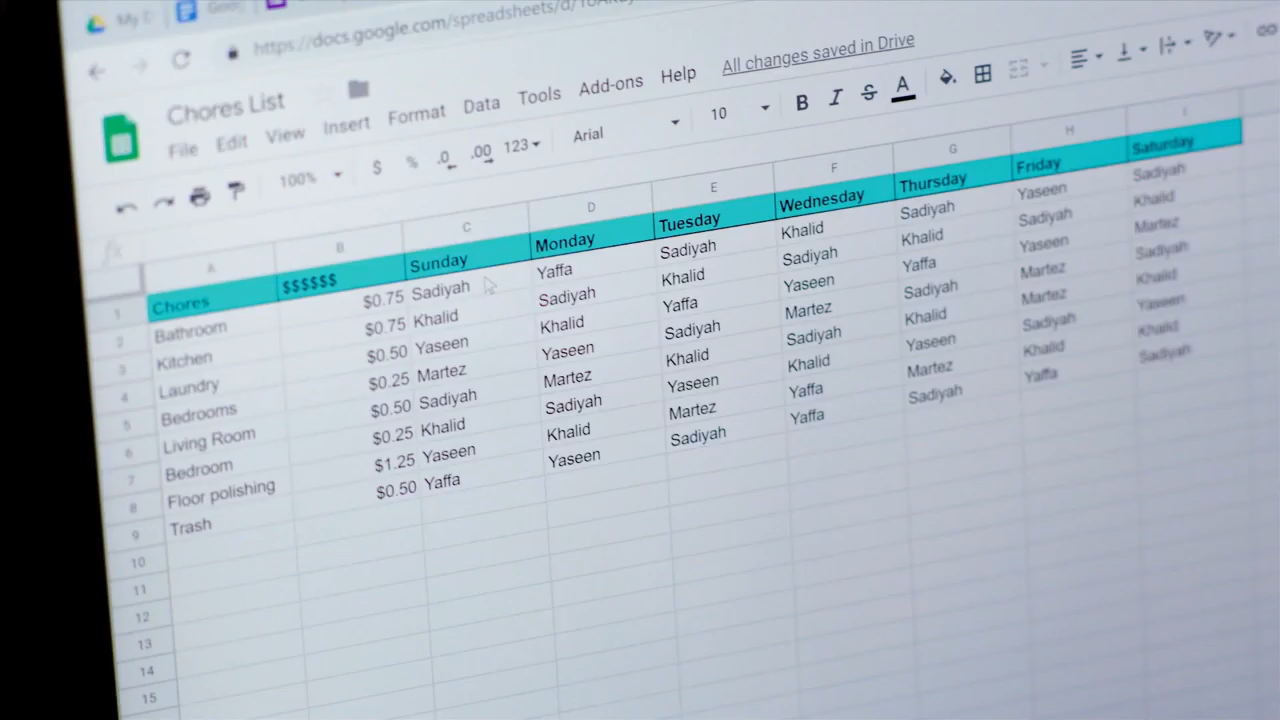 https://docs.google.com/spreadsheets/d/
Chores List
File Edit View Insert Format Data Tools Add-ons Help All changes saved in Drive
100% $ % .0 .00 123 Arial 10 B I S A
A B C D E F G H I
1 Chores $$$$$$ Sunday Monday Tuesday Wednesday Thursday Friday Saturday
2 Bathroom $0.75 Sadiyah Yaffa Sadiyah Khalid Sadiyah Yaseen Sadiyah
3 Kitchen $0.75 Khalid Sadiyah Khalid Sadiyah Khalid Sadiyah Khalid
4 Laundry $0.50 Yaseen Khalid Yaffa Yaseen Yaffa Yaseen Martez
5 Bedrooms $0.25 Martez Yaseen Sadiyah Martez Sadiyah Martez Sadiyah
6 Living Room $0.50 Sadiyah Martez Khalid Sadiyah Khalid Martez Khalid
7 Bedroom $0.25 Khalid Sadiyah Yaseen Khalid Yaseen Sadiyah Yaseen
8 Floor polishing $1.25 Yaseen Khalid Martez Yaffa Martez Khalid Khalid
9 Trash $0.50 Yaffa Yaseen Sadiyah Yaffa Sadiyah Yaffa Sadiyah
10
11
12
13
14
15